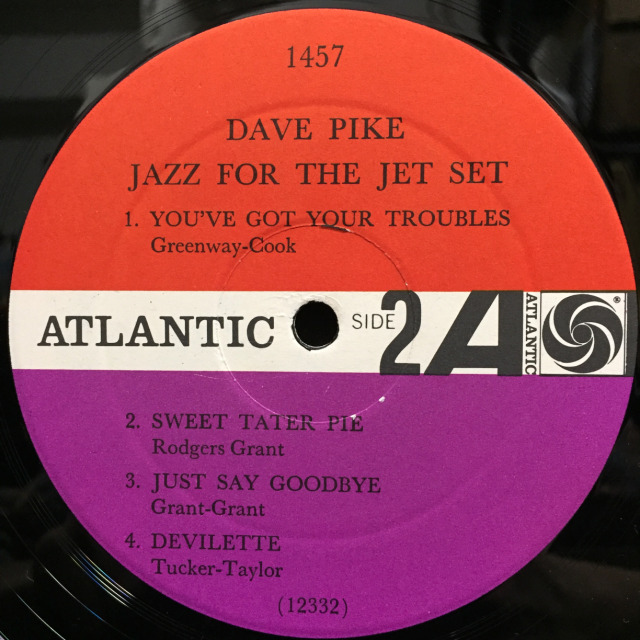 1457
DAVE PIKE
JAZZ FOR THE JET SET
1. YOU'VE GOT YOUR TROUBLES
Greenway-Cook
ATLANTIC
SIDE 2
A
ATLANTIC
®
2. SWEET TATER PIE
Rodgers Grant
3. JUST SAY GOODBYE
Grant-Grant
4. DEVILETTE
Tucker-Taylor
(12332)